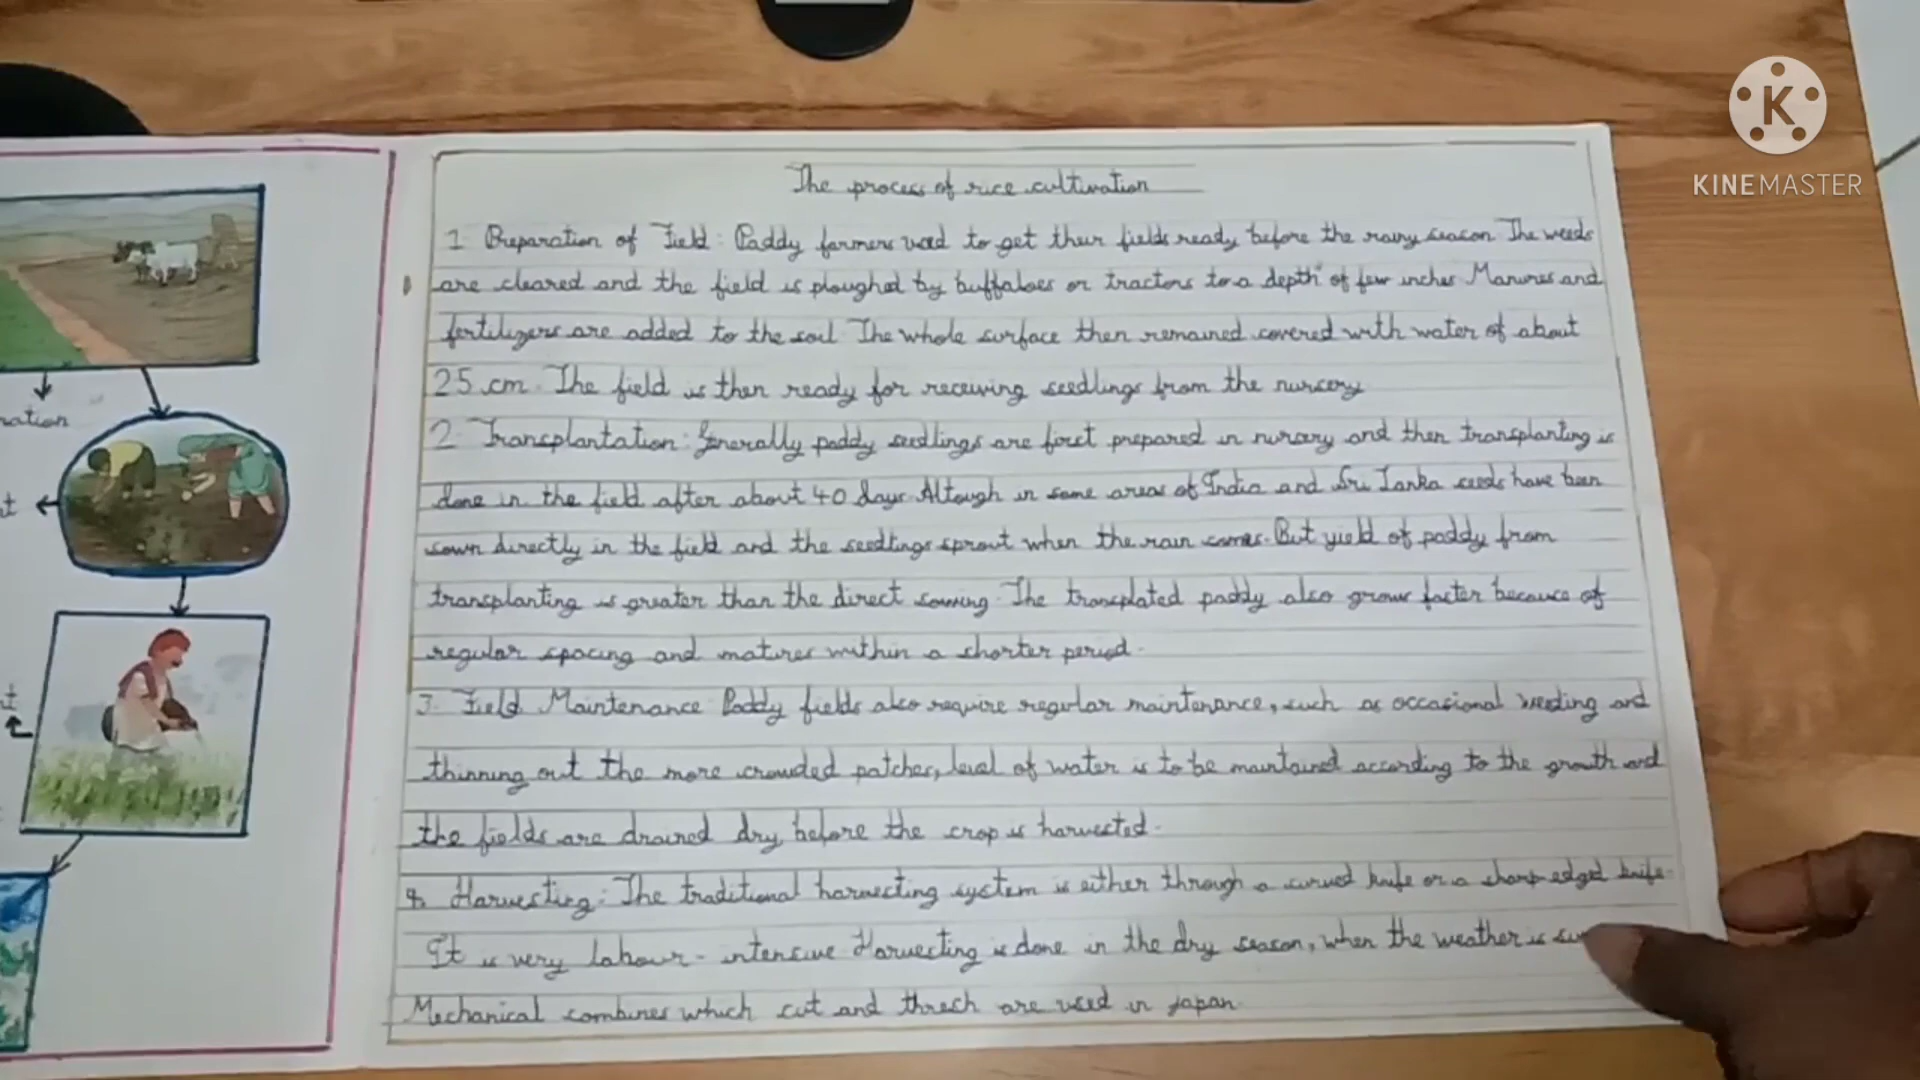 KINEMASTER
The process of rice cultivation
1 Preparation of Field: Paddy farmers used to get their fields ready before the rainy season The weeds
are cleared and the field is ploughed by buffaloes or tractors to a depth of few inches Manures and
fertilizers are added to the soil The whole surface then remained covered with water of about
25 cm. The field is then ready for receiving seedlings from the nursery
2. Transplantation: Generally paddy seedlings are first prepared in nursery and then transplanting is
done in the field after about 40 days Altough in some areas of India and Sri Lanka seeds have been
sown directly in the field and the seedlings sprout when the rain comes. But yield of paddy from
transplanting is greater than the direct sowing. The transplated paddy also grows faster because of
regular spacing and matures within a shorter period.
3. Field Maintenance Paddy fields also require regular maintenance, such as occasional weeding and
thinning out the more crowded patches, level of water is to be maintained according to the growth and
the fields are drained dry before the crop is harvested.
4. Harvesting: The traditional harvesting system is either through a curved knife or a sharp edged knife.
It is very labour-intensive Harvesting is done in the dry season, when the weather is
Mechanical combines which cut and thresh are used in Japan.